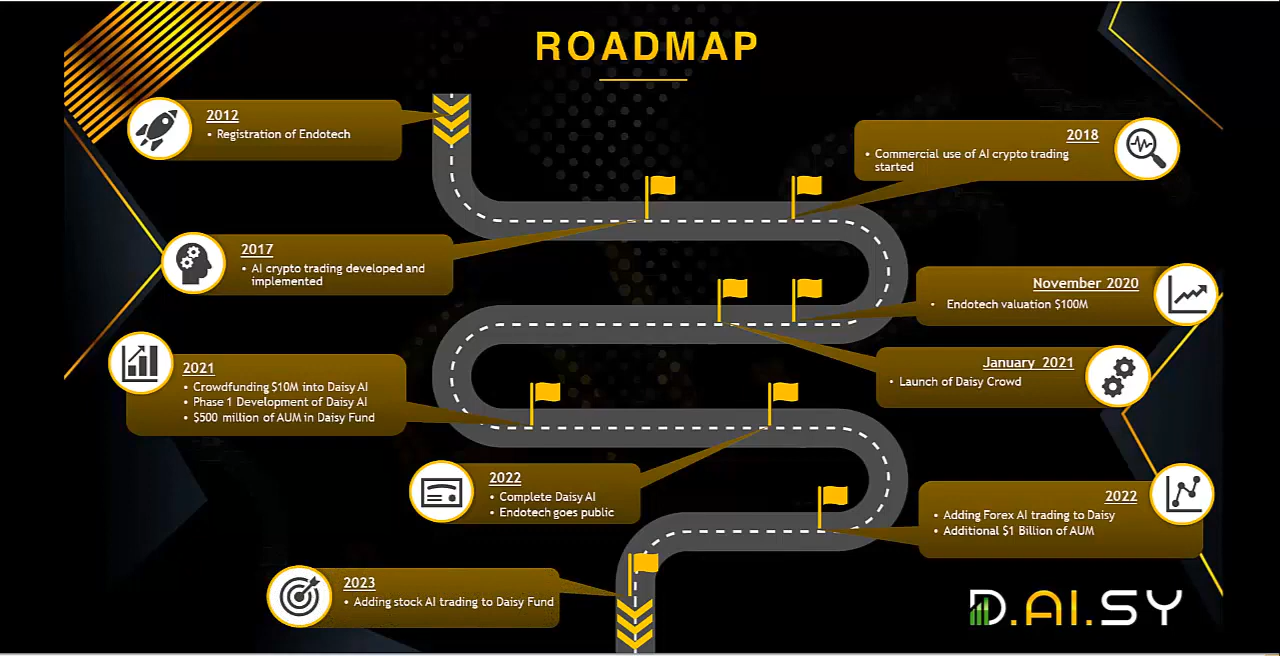 ROADMAP
2012
• Registration of Endotech
2018
• Commercial use of AI crypto trading
started
2017
• AI crypto trading developed and
implemented
November 2020
• Endotech valuation $100M
January 2021
• Launch of Daisy Crowd
2021
• Crowdfunding $10M into Daisy AI
• Phase 1 Development of Daisy AI
• $500 million of AUM in Daisy Fund
2022
• Complete Daisy AI
• Endotech goes public
2022
• Adding Forex AI trading to Daisy
• Additional $1 Billion of AUM
2023
• Adding stock AI trading to Daisy Fund
D.AI.SY